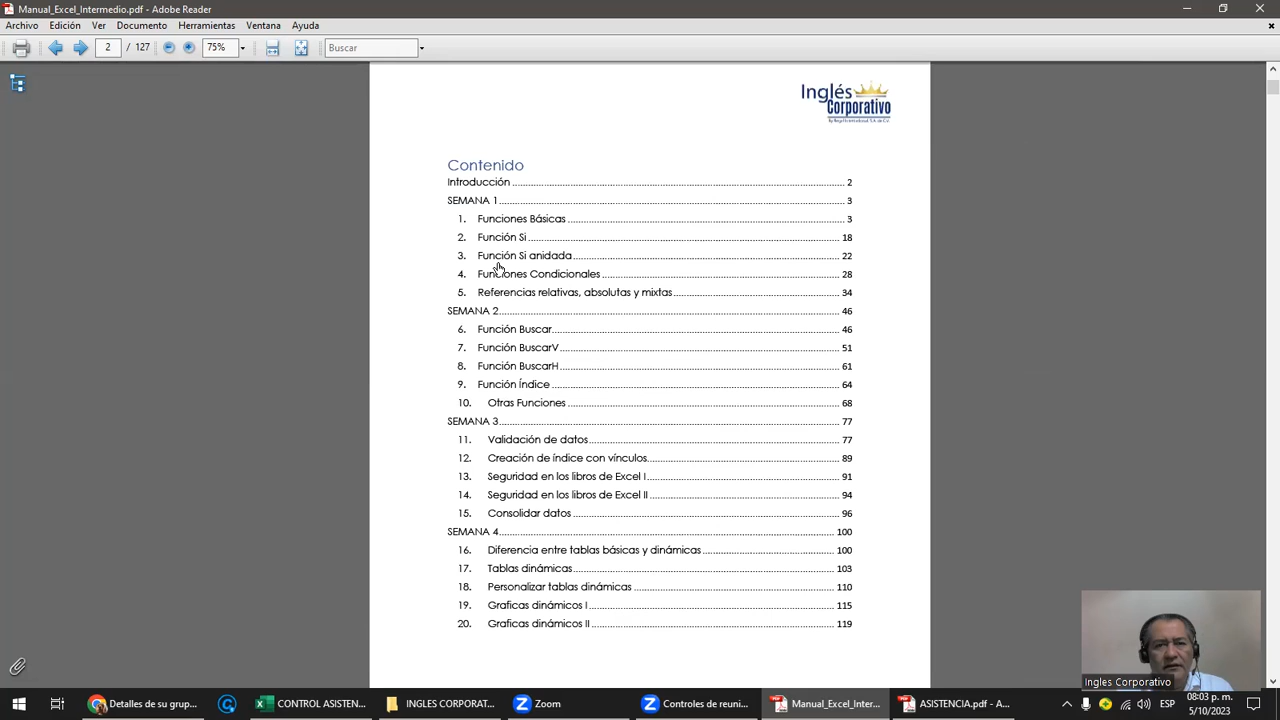 Manual_Excel_Intermedio.pdf - Adobe Reader
Archivo Edición Ver Documento Herramientas Ventana Ayuda
2 / 127 75% Buscar
Inglés
Corporativo
Contenido
Introducción 2
SEMANA 1 3
1. Funciones Básicas 3
2. Función Si 18
3. Función Si anidada 22
4. Funciones Condicionales 28
5. Referencias relativas, absolutas y mixtas 34
SEMANA 2 46
6. Función Buscar 46
7. Función BuscarV 51
8. Función BuscarH 61
9. Función Índice 64
10. Otras Funciones 68
SEMANA 3 77
11. Validación de datos 77
12. Creación de índice con vínculos 89
13. Seguridad en los libros de Excel I 91
14. Seguridad en los libros de Excel II 94
15. Consolidar datos 96
SEMANA 4 100
16. Diferencia entre tablas básicas y dinámicas 100
17. Tablas dinámicas 103
18. Personalizar tablas dinámicas 110
19. Graficas dinámicos I 115
20. Graficas dinámicos II 119
Ingles Corporativo
Detalles de su grup... CONTROL ASISTEN... INGLES CORPORAT... Zoom Controles de reuni... Manual_Excel_Inter... ASISTENCIA.pdf - A... ESP 08:03 p. m.
5/10/2023